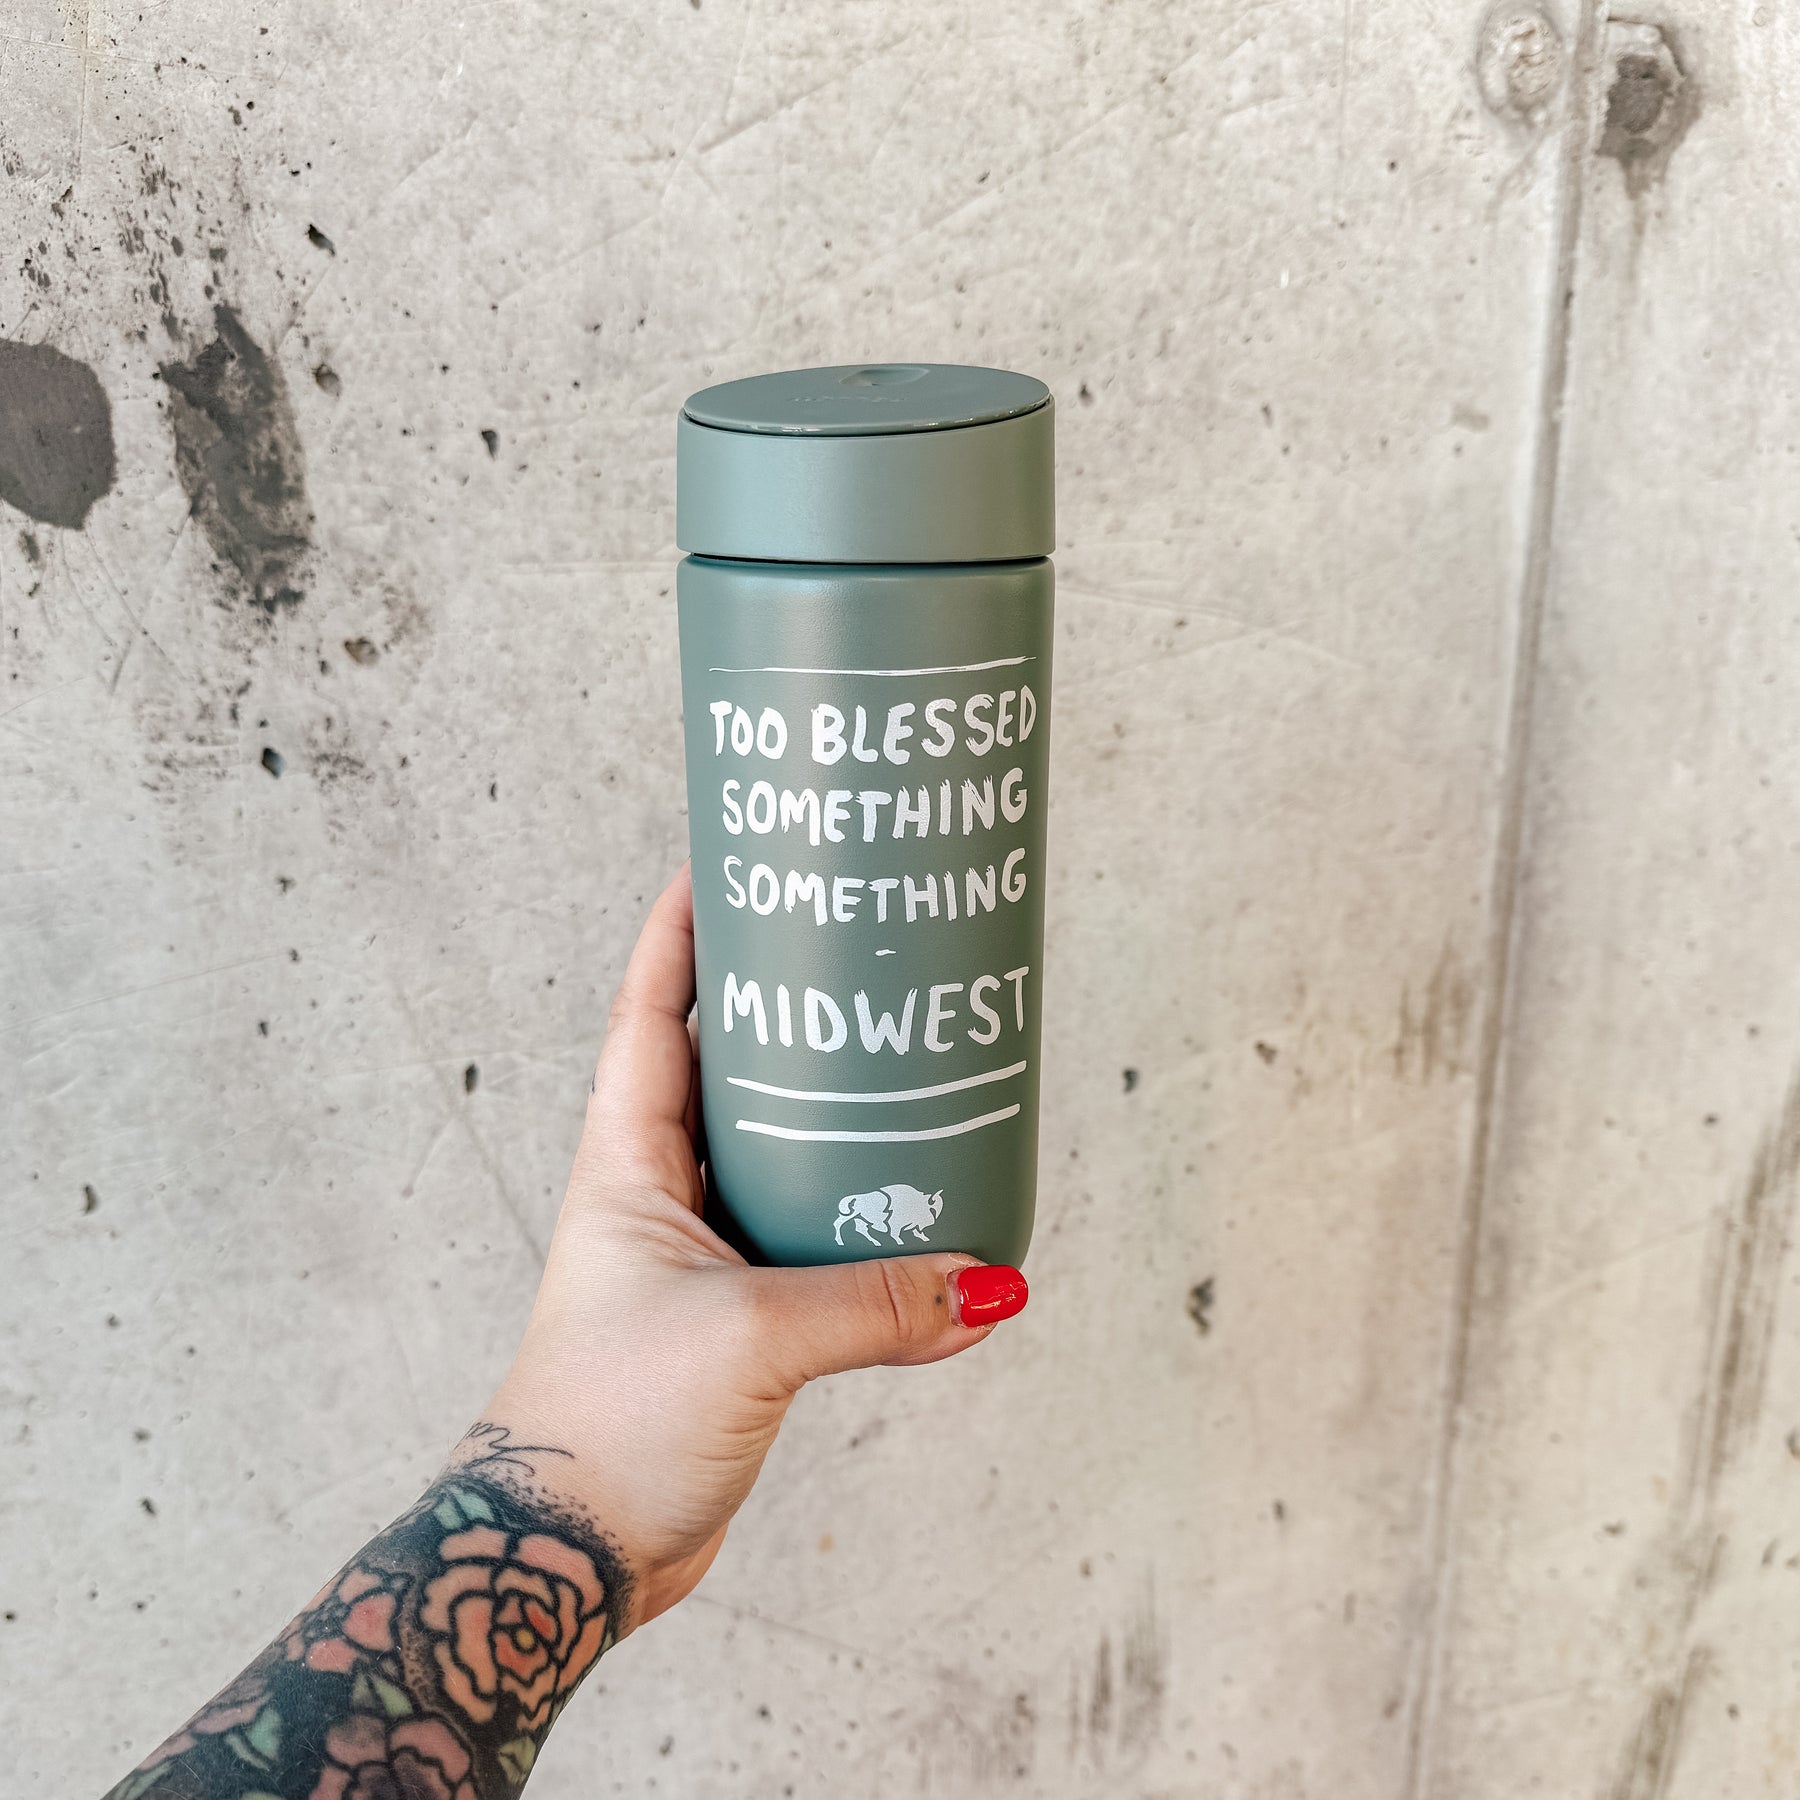 TOO BLESSED
SOMETHING
SOMETHING
-
MIDWEST